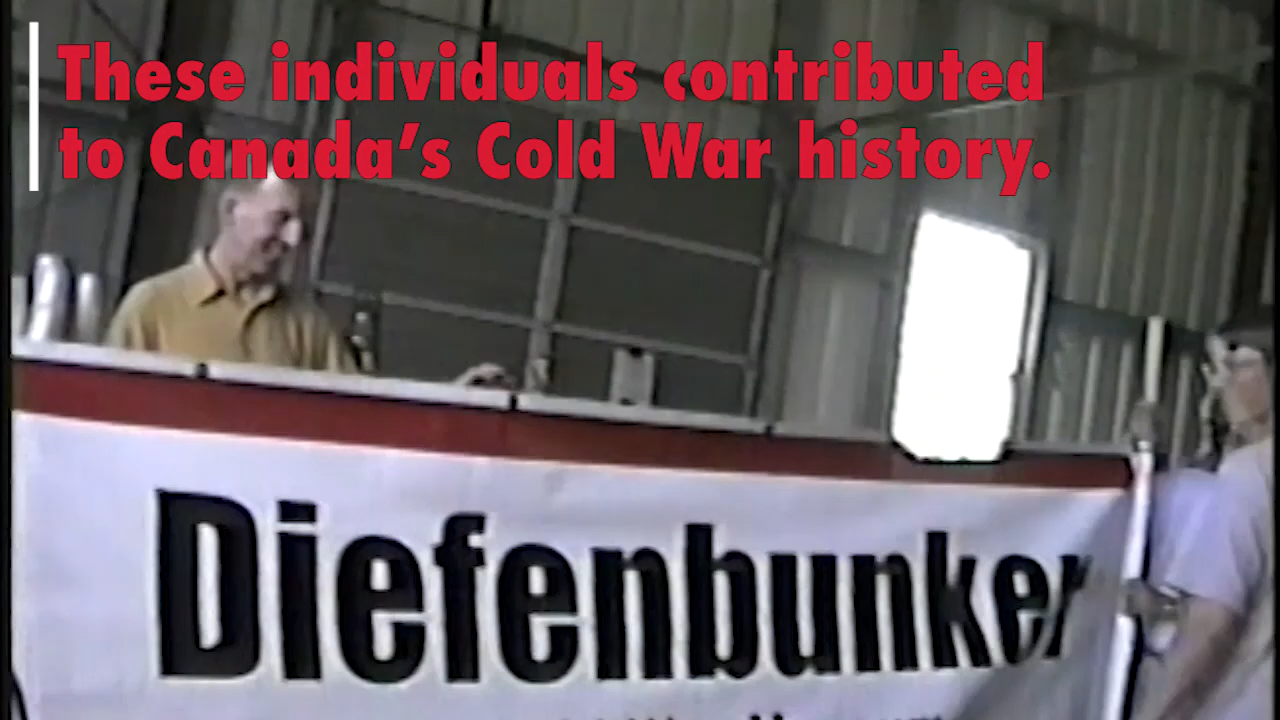 These individuals contributed
to Canada's Cold War history.
Diefenbunker